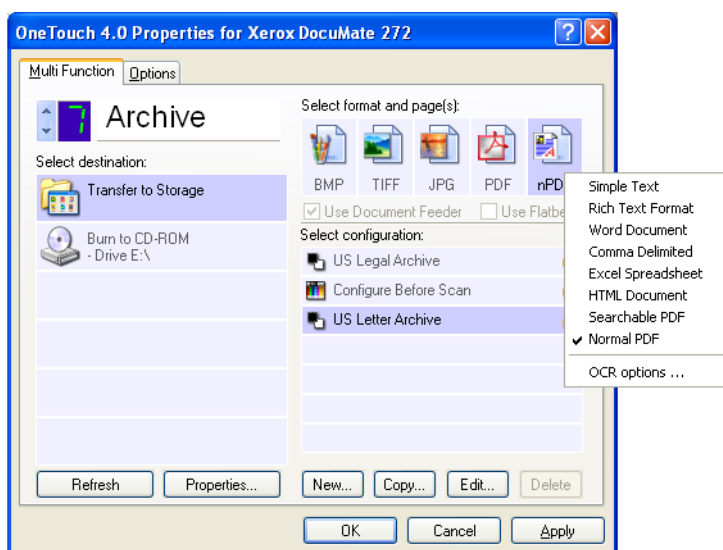 OneTouch 4.0 Properties for Xerox DocuMate 272
Multi Function
Options
7
Archive
Select destination:
Transfer to Storage
Burn to CD-ROM
- Drive E:\
Refresh
Properties...
Select format and page(s):
BMP TIFF JPG PDF nPD
Use Document Feeder
Use Flatbe
Select configuration:
US Legal Archive
Configure Before Scan
US Letter Archive
New... Copy... Edit... Delete
Simple Text
Rich Text Format
Word Document
Comma Delimited
Excel Spreadsheet
HTML Document
Searchable PDF
Normal PDF
OCR options ...
OK Cancel Apply